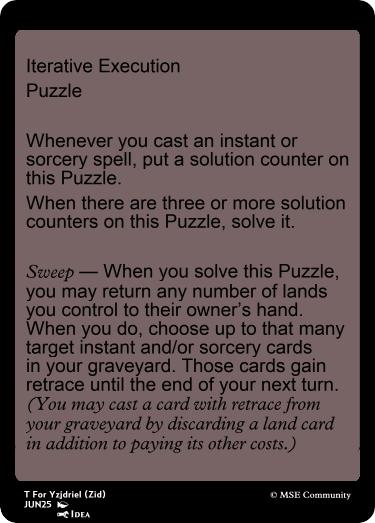 Iterative Execution
Puzzle
Whenever you cast an instant or
sorcery spell, put a solution counter on
this Puzzle.
When there are three or more solution
counters on this Puzzle, solve it.
Sweep — When you solve this Puzzle,
you may return any number of lands
you control to their owner’s hand.
When you do, choose up to that many
target instant and/or sorcery cards
in your graveyard. Those cards gain
retrace until the end of your next turn.
(You may cast a card with retrace from
your graveyard by discarding a land card
in addition to paying its other costs.)
T For Yzjdriel (Zid)
JUN25
Idea
© MSE Community